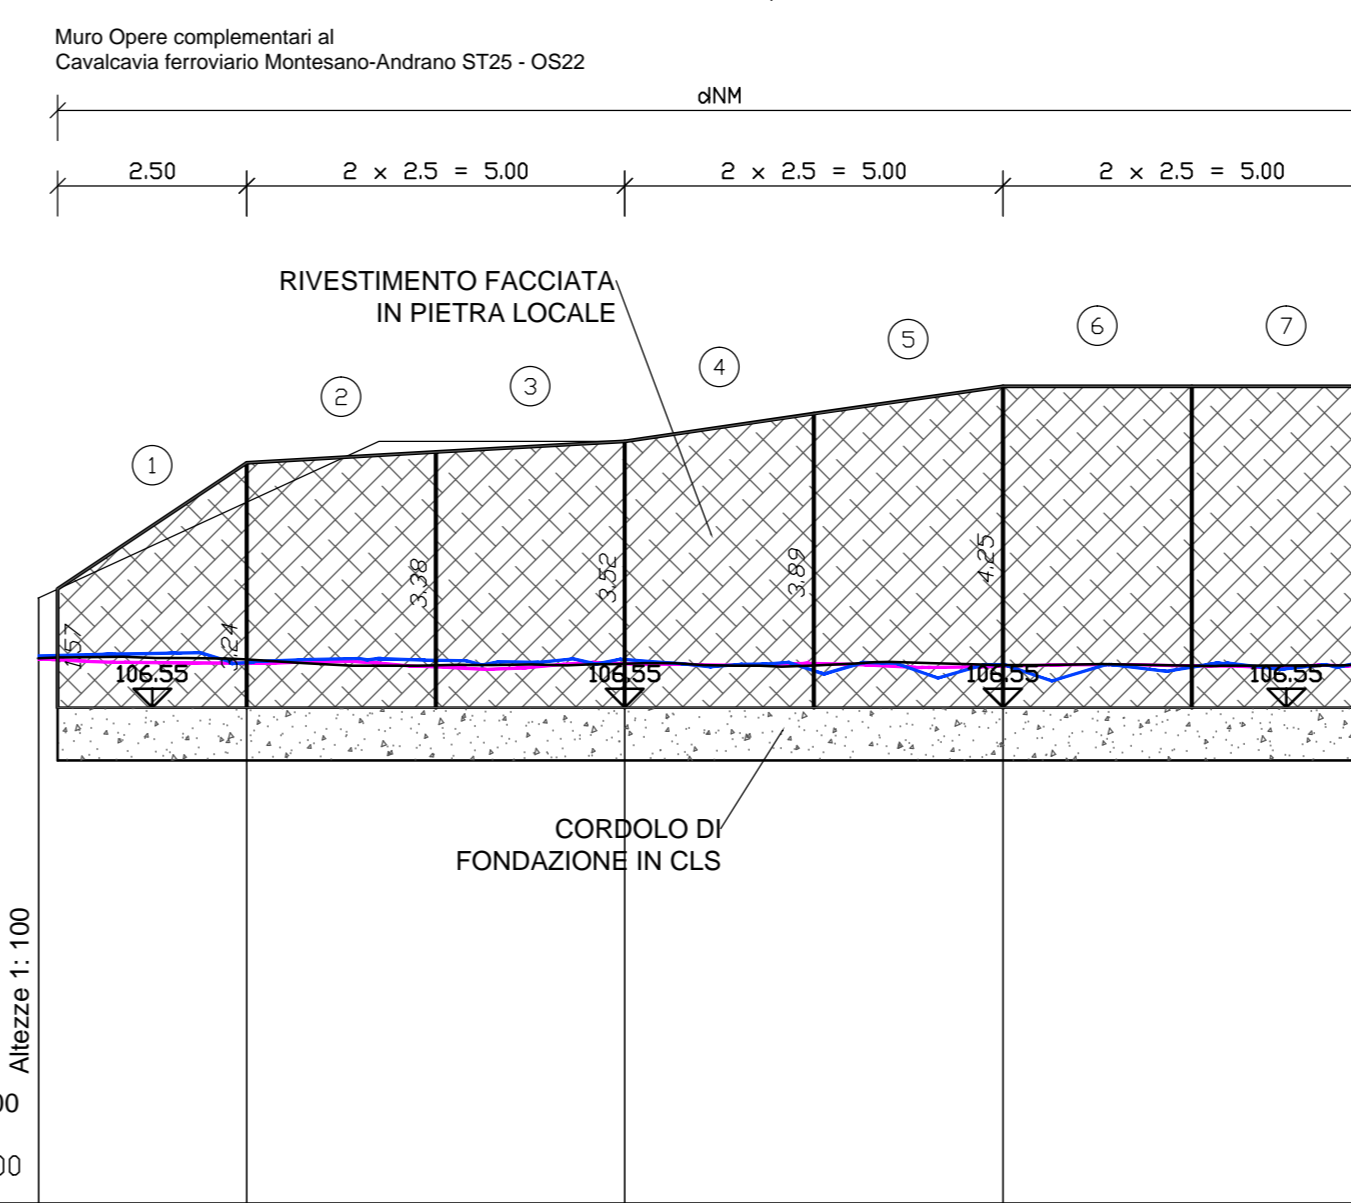 Muro Opere complementari al
Cavalcavia ferroviario Montesano-Andrano ST25 - OS22
dNM
2.50
2 x 2.5 = 5.00
2 x 2.5 = 5.00
2 x 2.5 = 5.00
RIVESTIMENTO FACCIATA
IN PIETRA LOCALE
1
2
3
4
5
6
7
3.38
3.52
3.89
4.25
106.55
106.55
106.55
106.55
CORDOLO DI
FONDAZIONE IN CLS
Altezze 1: 100